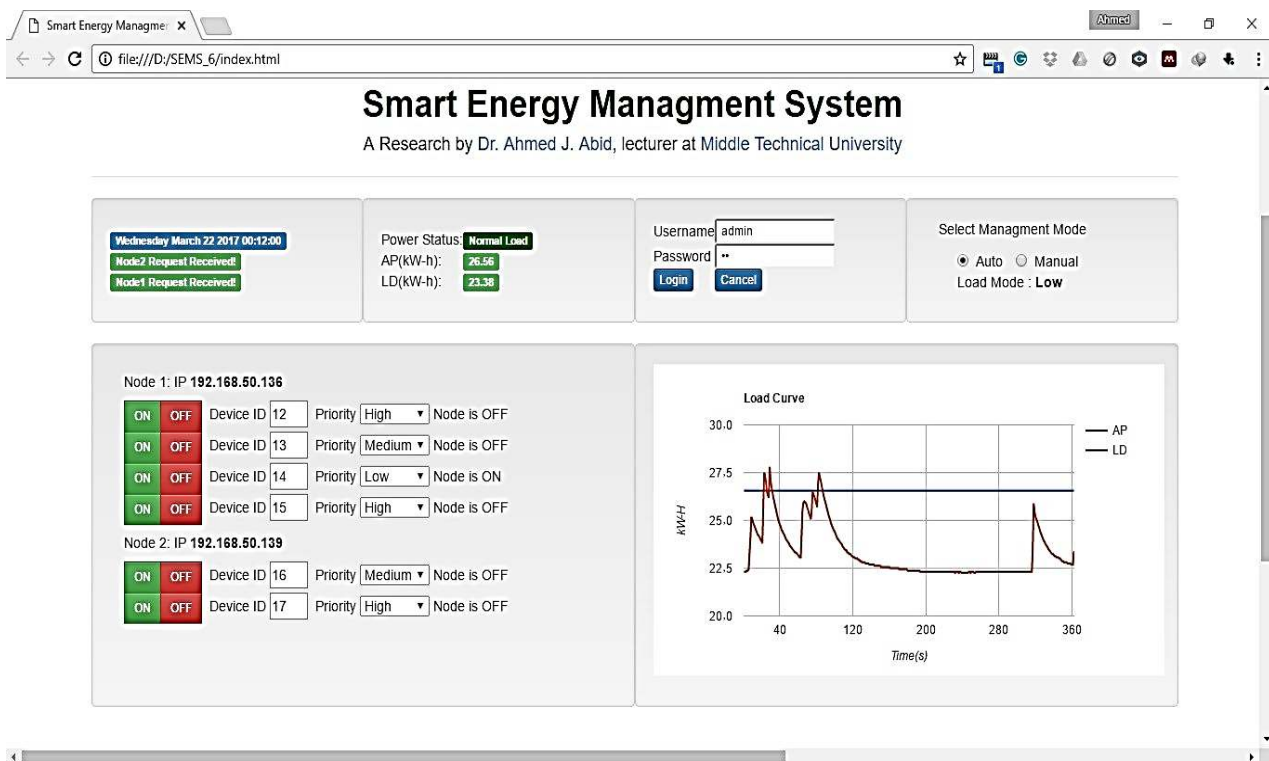 Smart Energy Managmer
Ahmed
file:///D:/SEMS_6/index.html
1
Smart Energy Managment System
A Research by Dr. Ahmed J. Abid, lecturer at Middle Technical University
Wednesday March 22 2017 00:12:00
Node2 Request Received!
Node1 Request Received!
Power Status: Normal Load
AP(kW-h): 26.56
LD(kW-h): 23.38
Username admin
Password ••
Login Cancel
Select Managment Mode
Auto Manual
Load Mode : Low
Node 1: IP 192.168.50.136
ON OFF Device ID 12 Priority High Node is OFF
ON OFF Device ID 13 Priority Medium Node is OFF
ON OFF Device ID 14 Priority Low Node is ON
ON OFF Device ID 15 Priority High Node is OFF
Node 2: IP 192.168.50.139
ON OFF Device ID 16 Priority Medium Node is OFF
ON OFF Device ID 17 Priority High Node is OFF
Load Curve
30.0
27.5
25.0
22.5
20.0
kW-H
40 120 200 280 360
Time(s)
AP
LD